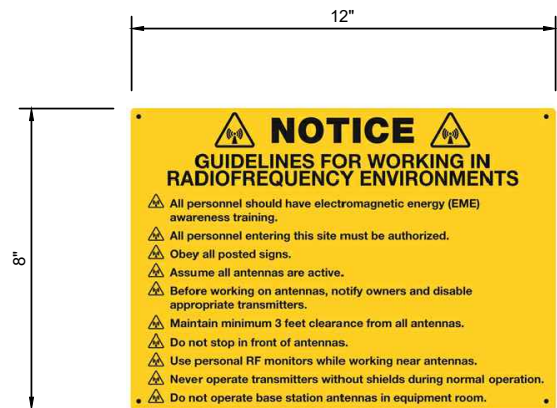 12"
8"
NOTICE
GUIDELINES FOR WORKING IN
RADIOFREQUENCY ENVIRONMENTS
All personnel should have electromagnetic energy (EME)
awareness training.
All personnel entering this site must be authorized.
Obey all posted signs.
Assume all antennas are active.
Before working on antennas, notify owners and disable
appropriate transmitters.
Maintain minimum 3 feet clearance from all antennas.
Do not stop in front of antennas.
Use personal RF monitors while working near antennas.
Never operate transmitters without shields during normal operation.
Do not operate base station antennas in equipment room.